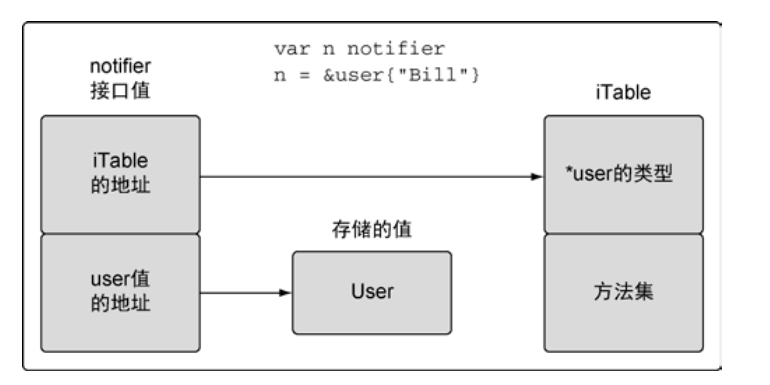 var n notifier
n = &user{"Bill"}
notifier
接口值
iTable
iTable
的地址
*user的类型
存储的值
user值
的地址
User
方法集